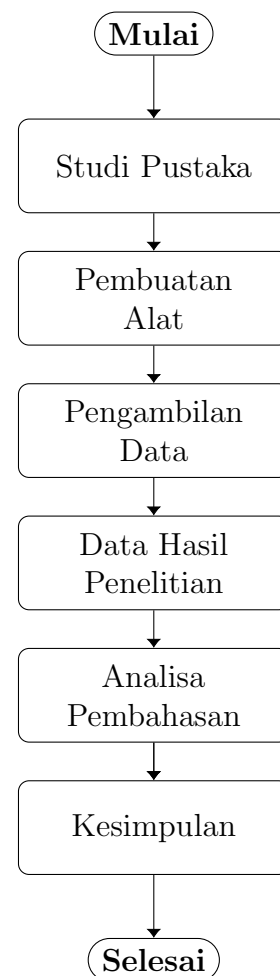 Mulai
Studi Pustaka
Pembuatan
Alat
Pengambilan
Data
Data Hasil
Penelitian
Analisa
Pembahasan
Kesimpulan
Selesai